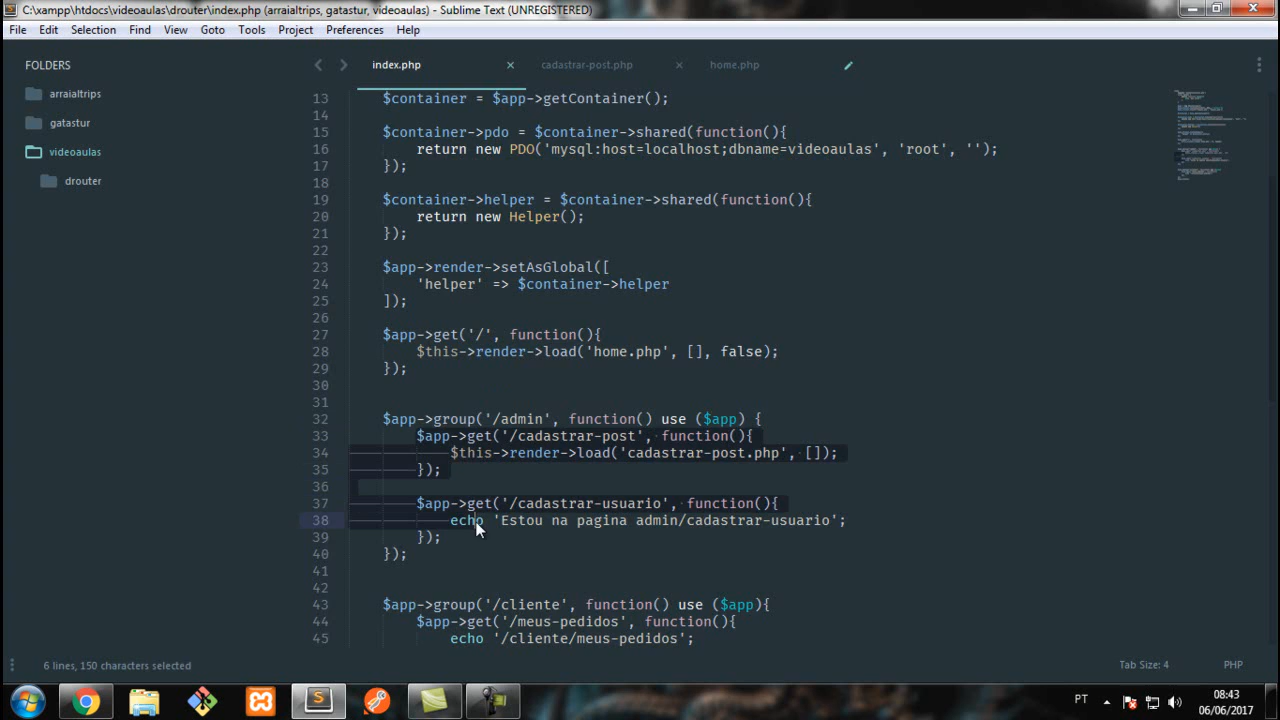 C:\xampp\htdocs\videoaulas\drouter\index.php (arraialtrips, gatastur, videoaulas) - Sublime Text (UNREGISTERED)
File Edit Selection Find View Goto Tools Project Preferences Help
FOLDERS
arraialtrips
gatastur
videoaulas
drouter
index.php cadastrar-post.php home.php
13 $container = $app->getContainer();
14
15 $container->pdo = $container->shared(function(){
16 return new PDO('mysql:host=localhost;dbname=videoaulas', 'root', '');
17 });
18
19 $container->helper = $container->shared(function(){
20 return new Helper();
21 });
22
23 $app->render->setAsGlobal([
24 'helper' => $container->helper
25 ]);
26
27 $app->get('/', function(){
28 $this->render->load('home.php', [], false);
29 });
30
31
32 $app->group('/admin', function() use ($app) {
33 $app->get('/cadastrar-post', function(){
34 $this->render->load('cadastrar-post.php', []);
35 });
36
37 $app->get('/cadastrar-usuario', function(){
38 echo 'Estou na pagina admin/cadastrar-usuario';
39 });
40 });
41
42
43 $app->group('/cliente', function() use ($app){
44 $app->get('/meus-pedidos', function(){
45 echo '/cliente/meus-pedidos';
6 lines, 150 characters selected Tab Size: 4 PHP
PT 08:43
06/06/2017